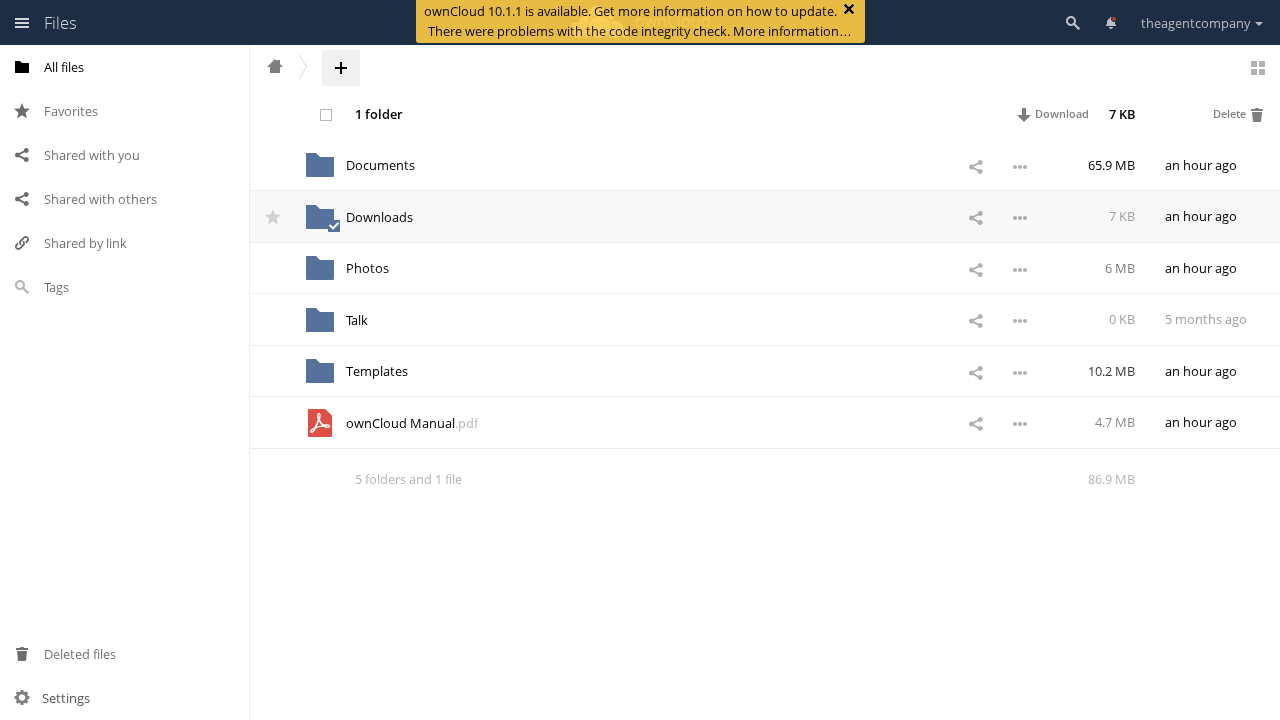 Files
ownCloud 10.1.1 is available. Get more information on how to update.
There were problems with the code integrity check. More information…
theagentcompany
All files
Favorites
Shared with you
Shared with others
Shared by link
Tags
Deleted files
Settings
1 folder
Download
7 KB
Delete
Documents 65.9 MB an hour ago
Downloads 7 KB an hour ago
Photos 6 MB an hour ago
Talk 0 KB 5 months ago
Templates 10.2 MB an hour ago
ownCloud Manual.pdf 4.7 MB an hour ago
5 folders and 1 file 86.9 MB